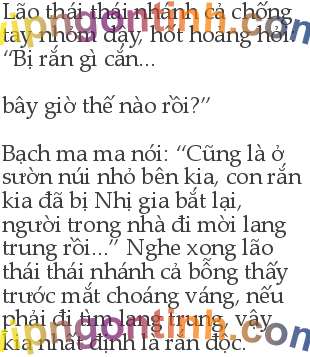 Lão thái thái nhánh cả chống
tay nhổm dậy, hốt hoảng hỏi:
“Bị rắn gì cắn...
bây giờ thế nào rồi?”
Bạch ma ma nói: “Cũng là ở
sườn núi nhỏ bên kia, con rắn
kia đã bị Nhị gia bắt lại,
người trong nhà đi mời lang
trung rồi...” Nghe xong lão
thái thái nhánh cả bỗng thấy
trước mắt choáng váng, nếu
phải đi tìm lang trung, vậy
kia nhất định là rắn độc.